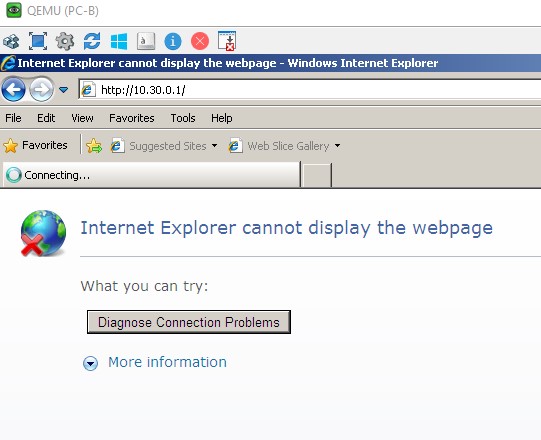 QEMU (PC-B)
à
Internet Explorer cannot display the webpage - Windows Internet Explorer
http://10.30.0.1/
File Edit View Favorites Tools Help
Favorites Suggested Sites Web Slice Gallery
Connecting...
Internet Explorer cannot display the webpage
What you can try:
Diagnose Connection Problems
More information